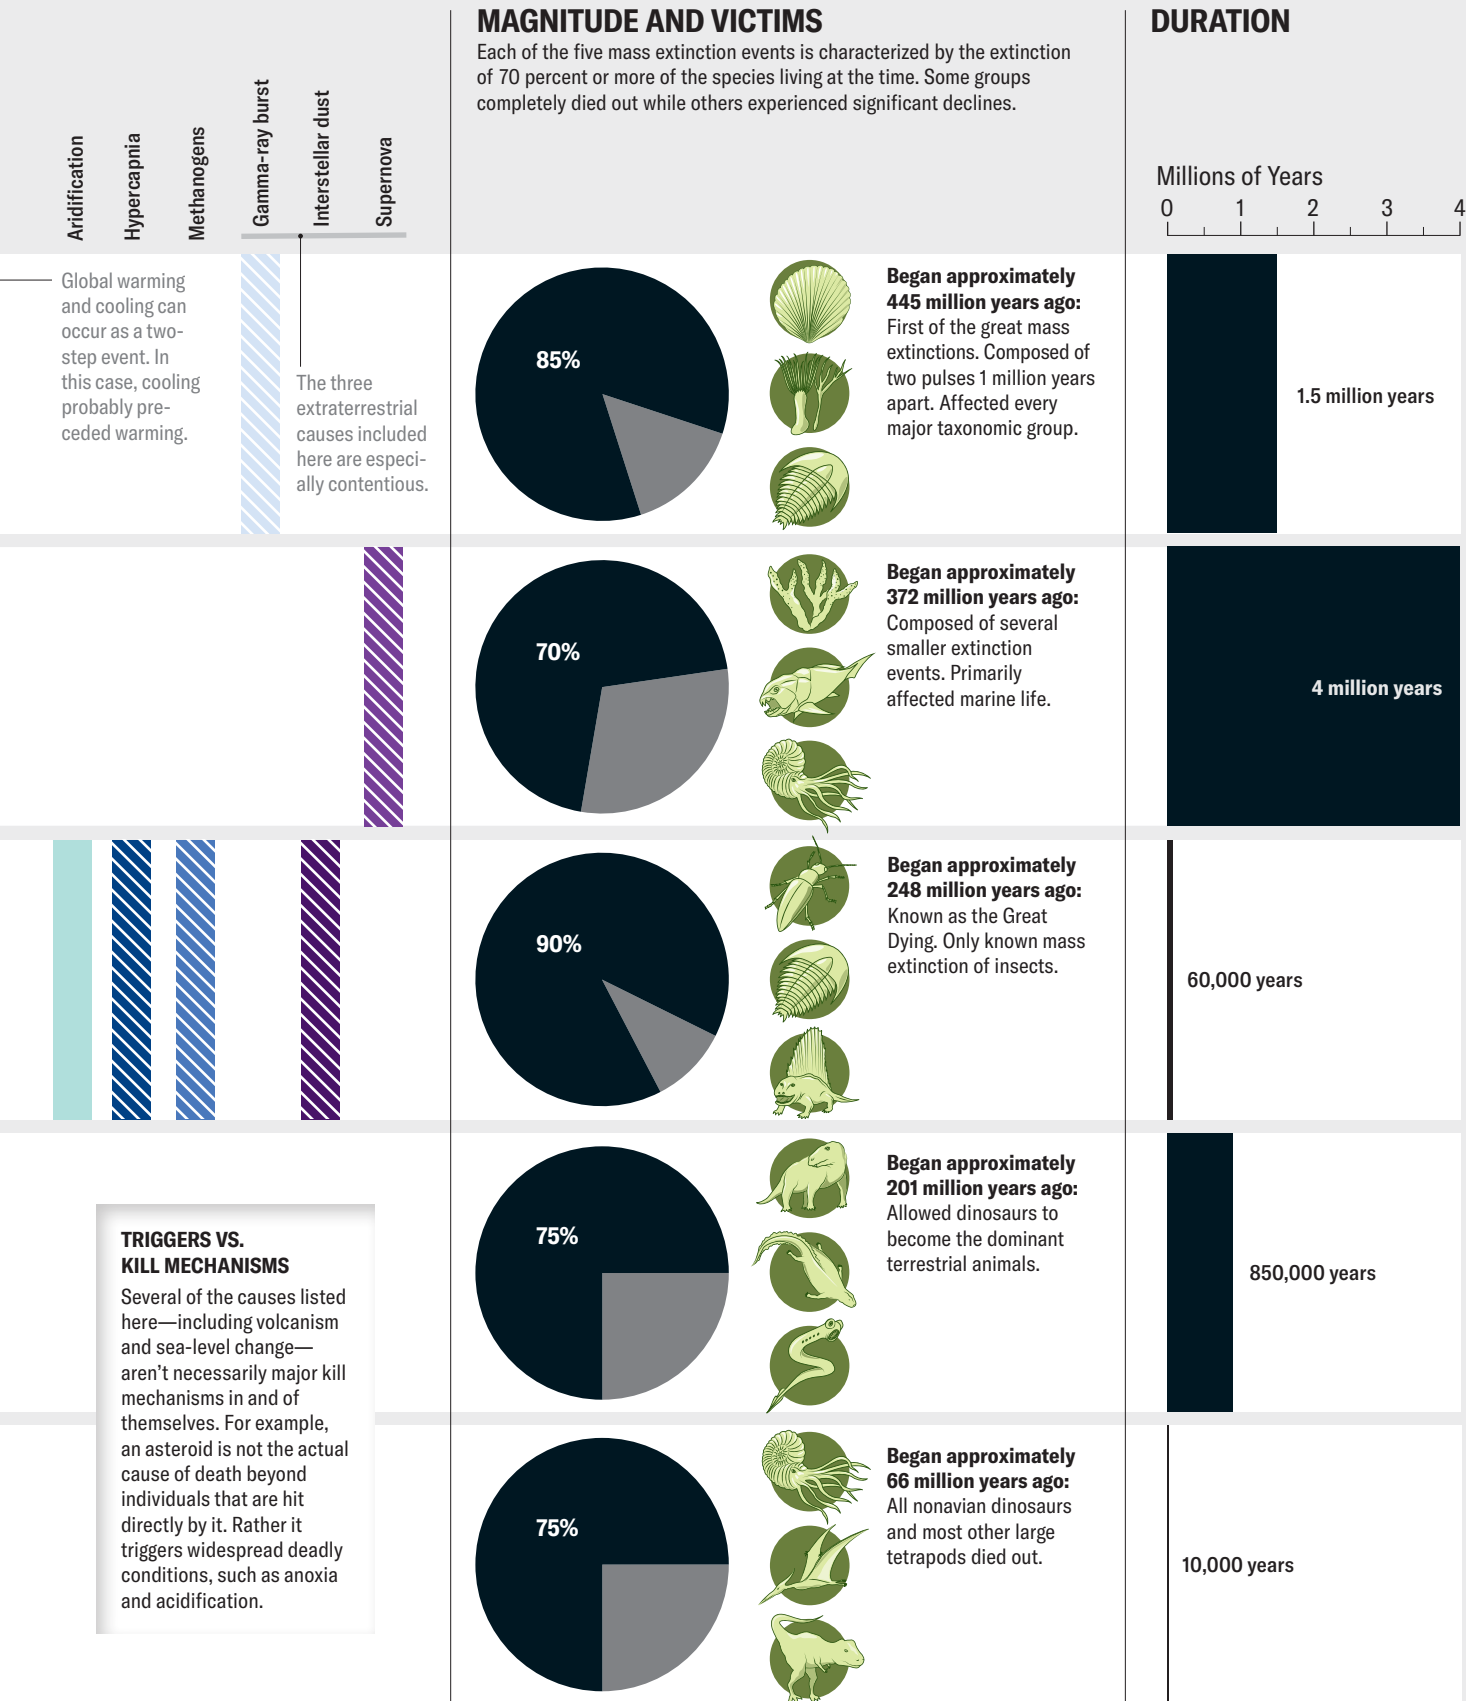 Aridification
Hypercapnia
Methanogens
Gamma-ray burst
Interstellar dust
Supernova
MAGNITUDE AND VICTIMS
Each of the five mass extinction events is characterized by the extinction
of 70 percent or more of the species living at the time. Some groups
completely died out while others experienced significant declines.
DURATION
Millions of Years
0 1 2 3 4
Global warming
and cooling can
occur as a two-
step event. In
this case, cooling
probably pre-
ceded warming.
The three
extraterrestrial
causes included
here are especi-
ally contentious.
85%
Began approximately
445 million years ago:
First of the great mass
extinctions. Composed of
two pulses 1 million years
apart. Affected every
major taxonomic group.
1.5 million years
70%
Began approximately
372 million years ago:
Composed of several
smaller extinction
events. Primarily
affected marine life.
4 million years
90%
Began approximately
248 million years ago:
Known as the Great
Dying. Only known mass
extinction of insects.
60,000 years
75%
Began approximately
201 million years ago:
Allowed dinosaurs to
become the dominant
terrestrial animals.
850,000 years
TRIGGERS VS.
KILL MECHANISMS
Several of the causes listed
here—including volcanism
and sea-level change—
aren't necessarily major kill
mechanisms in and of
themselves. For example,
an asteroid is not the actual
cause of death beyond
individuals that are hit
directly by it. Rather it
triggers widespread deadly
conditions, such as anoxia
and acidification.
75%
Began approximately
66 million years ago:
All nonavian dinosaurs
and most other large
tetrapods died out.
10,000 years